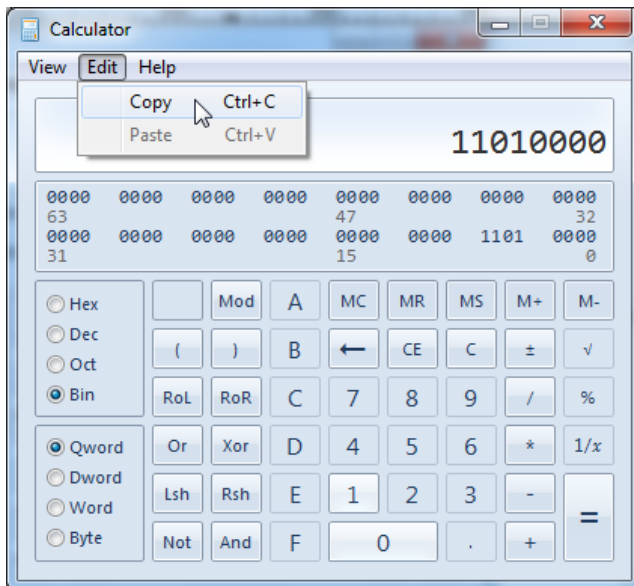 Calculator
View Edit Help
Copy Ctrl+C
Paste Ctrl+V
11010000
0000 0000 0000 0000 0000 0000 0000 0000
63 47 32
0000 0000 0000 0000 0000 0000 1101 0000
31 15 0
Hex Mod A MC MR MS M+ M-
Dec
Oct ( ) B ← CE C ± √
Bin RoL RoR C 7 8 9 / %
Qword Or Xor D 4 5 6 * 1/x
Dword
Word Lsh Rsh E 1 2 3 - =
Byte Not And F 0 . +